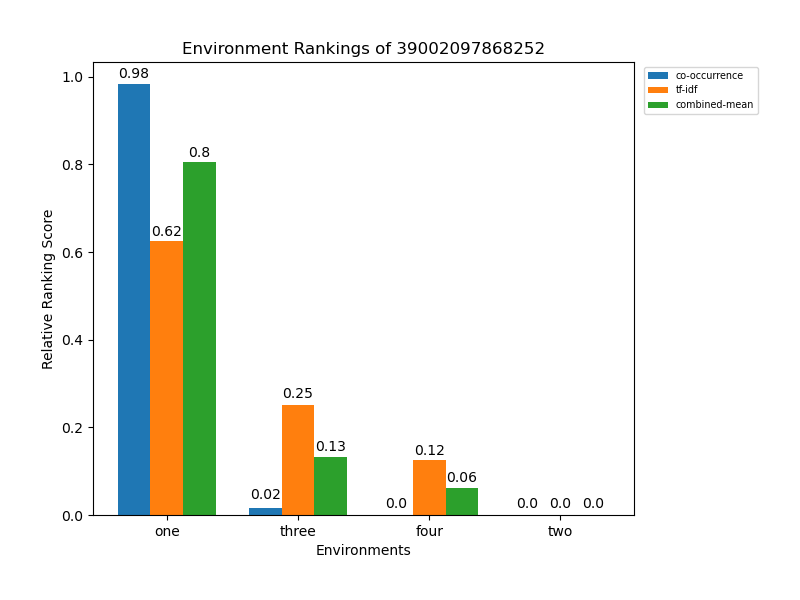 Environment Rankings of 39002097868252
co-occurrence
tf-idf
combined-mean
Relative Ranking Score
1.0
0.8
0.6
0.4
0.2
0.0
0.98
0.62
0.8
0.02
0.25
0.13
0.0
0.12
0.06
0.0
0.0
0.0
one
three
four
two
Environments